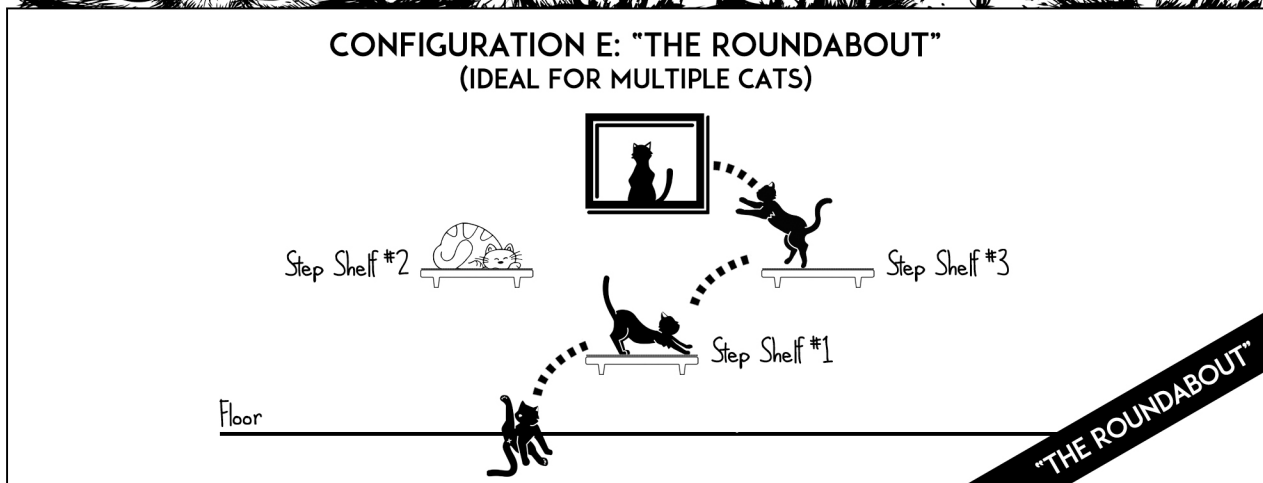 CONFIGURATION E: “THE ROUNDABOUT”
(IDEAL FOR MULTIPLE CATS)
Step Shelf #2
Step Shelf #3
Step Shelf #1
Floor
“THE ROUNDABOUT”